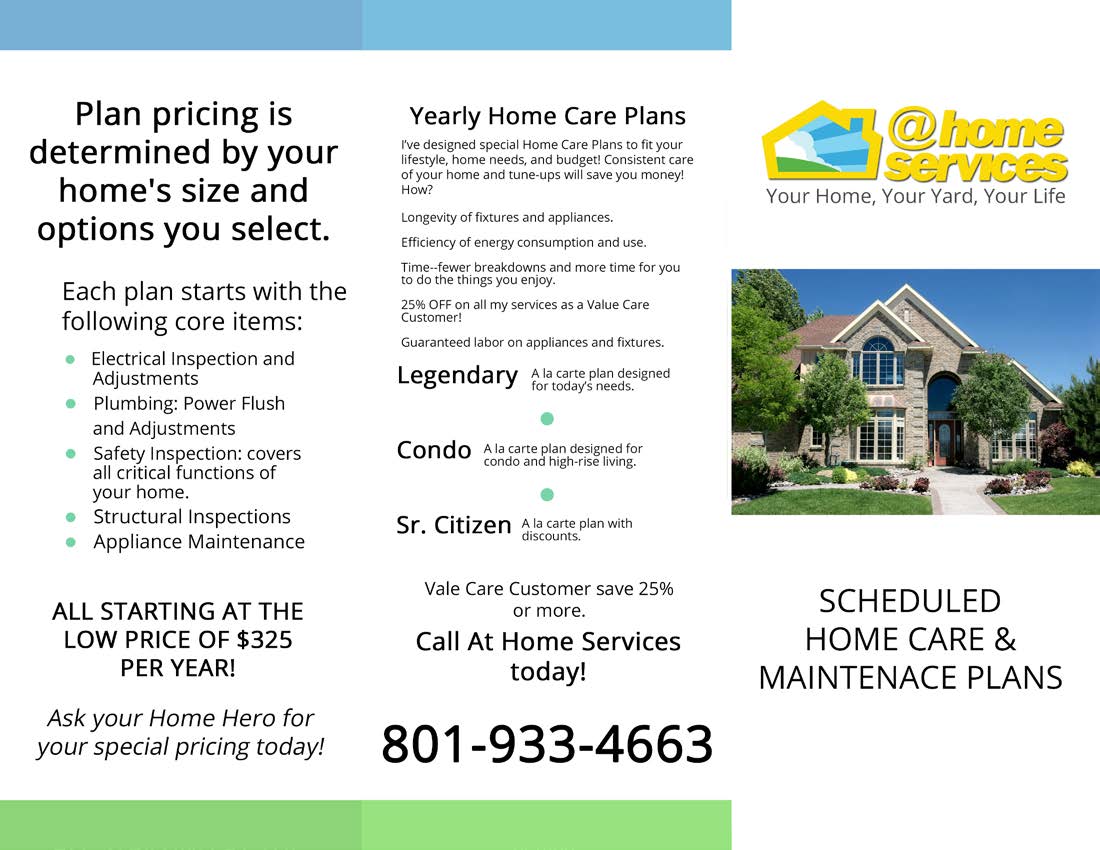 Plan pricing is
determined by your
home's size and
options you select.
Each plan starts with the
following core items:
Electrical Inspection and
Adjustments
Plumbing: Power Flush
and Adjustments
Safety Inspection: covers
all critical functions of
your home.
Structural Inspections
Appliance Maintenance
ALL STARTING AT THE
LOW PRICE OF $325
PER YEAR!
Ask your Home Hero for
your special pricing today!
Yearly Home Care Plans
I've designed special Home Care Plans to fit your
lifestyle, home needs, and budget! Consistent care
of your home and tune-ups will save you money!
How?
Longevity of fixtures and appliances.
Efficiency of energy consumption and use.
Time--fewer breakdowns and more time for you
to do the things you enjoy.
25% OFF on all my services as a Value Care
Customer!
Guaranteed labor on appliances and fixtures.
Legendary A la carte plan designed
for today's needs.
Condo A la carte plan designed for
condo and high-rise living.
Sr. Citizen A la carte plan with
discounts.
Vale Care Customer save 25%
or more.
Call At Home Services
today!
801-933-4663
@home
services
Your Home, Your Yard, Your Life
SCHEDULED
HOME CARE &
MAINTENACE PLANS